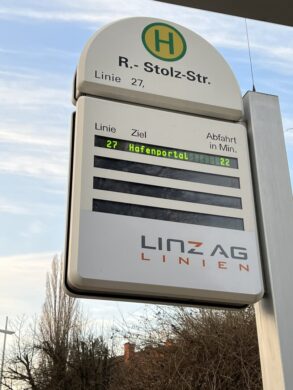 H
R.- Stolz-Str.
Linie 27,
Linie Ziel Abfahrt in Min.
27 Hafenportal 22
LINZ AG
LINIEN